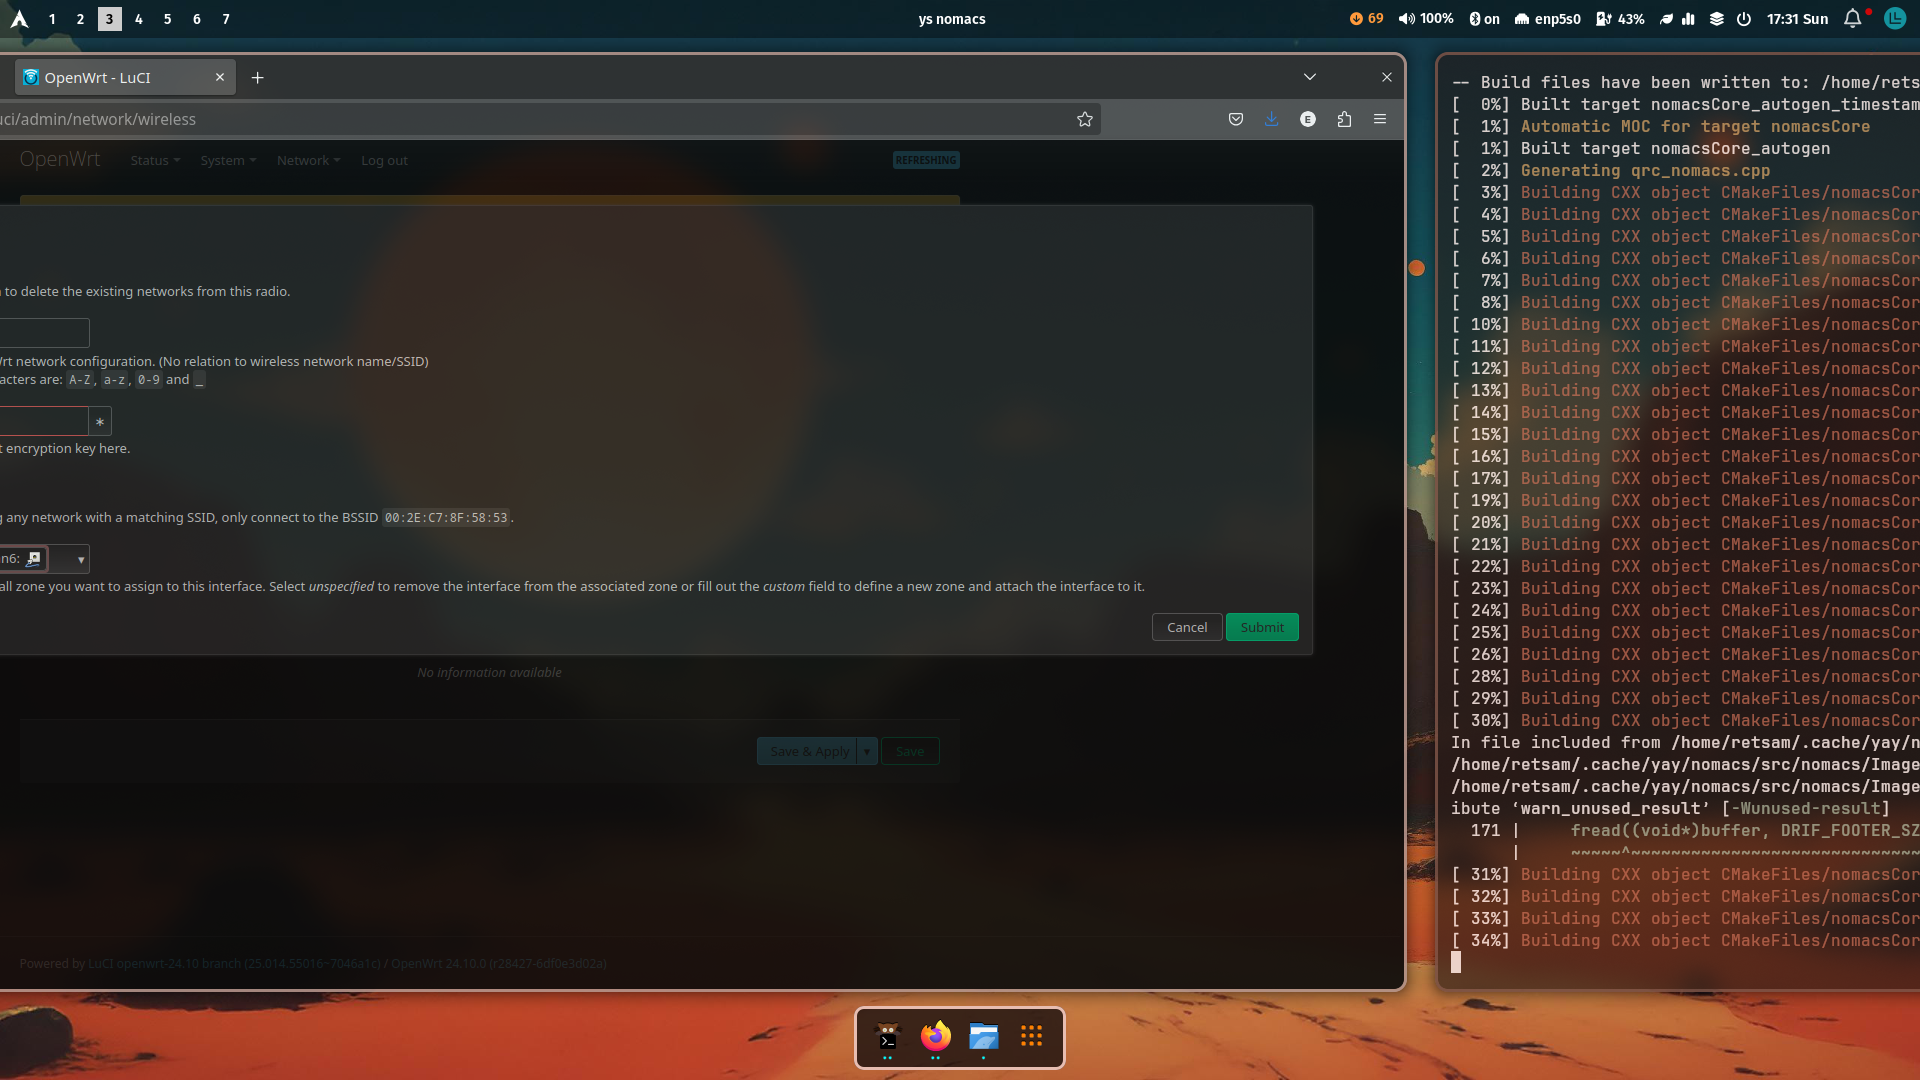 1 2 3 4 5 6 7
ys nomacs
69 100% on enp5s0 43% 17:31 Sun
OpenWrt - LuCI
uci/admin/network/wireless
E
OpenWrt Status System Network Log out REFRESHING
to delete the existing networks from this radio.
Wrt network configuration. (No relation to wireless network name/SSID)
acters are: A-Z, a-z, 0-9 and _
*
t encryption key here.
g any network with a matching SSID, only connect to the BSSID 00:2E:C7:8F:58:53.
n6:
all zone you want to assign to this interface. Select unspecified to remove the interface from the associated zone or fill out the custom field to define a new zone and attach the interface to it.
Cancel Submit
No information available
Save & Apply Save
Powered by LuCI openwrt-24.10 branch (25.014.55016~7046a1c) / OpenWrt 24.10.0 (r28427-6df0e3d02a)
-- Build files have been written to: /home/rets
[  0%] Built target nomacsCore_autogen_timestam
[  1%] Automatic MOC for target nomacsCore
[  1%] Built target nomacsCore_autogen
[  2%] Generating qrc_nomacs.cpp
[  3%] Building CXX object CMakeFiles/nomacsCor
[  4%] Building CXX object CMakeFiles/nomacsCor
[  5%] Building CXX object CMakeFiles/nomacsCor
[  6%] Building CXX object CMakeFiles/nomacsCor
[  7%] Building CXX object CMakeFiles/nomacsCor
[  8%] Building CXX object CMakeFiles/nomacsCor
[ 10%] Building CXX object CMakeFiles/nomacsCor
[ 11%] Building CXX object CMakeFiles/nomacsCor
[ 12%] Building CXX object CMakeFiles/nomacsCor
[ 13%] Building CXX object CMakeFiles/nomacsCor
[ 14%] Building CXX object CMakeFiles/nomacsCor
[ 15%] Building CXX object CMakeFiles/nomacsCor
[ 16%] Building CXX object CMakeFiles/nomacsCor
[ 17%] Building CXX object CMakeFiles/nomacsCor
[ 19%] Building CXX object CMakeFiles/nomacsCor
[ 20%] Building CXX object CMakeFiles/nomacsCor
[ 21%] Building CXX object CMakeFiles/nomacsCor
[ 22%] Building CXX object CMakeFiles/nomacsCor
[ 23%] Building CXX object CMakeFiles/nomacsCor
[ 24%] Building CXX object CMakeFiles/nomacsCor
[ 25%] Building CXX object CMakeFiles/nomacsCor
[ 26%] Building CXX object CMakeFiles/nomacsCor
[ 28%] Building CXX object CMakeFiles/nomacsCor
[ 29%] Building CXX object CMakeFiles/nomacsCor
[ 30%] Building CXX object CMakeFiles/nomacsCor
In file included from /home/retsam/.cache/yay/n
/home/retsam/.cache/yay/nomacs/src/nomacs/Image
/home/retsam/.cache/yay/nomacs/src/nomacs/Image
ibute ‘warn_unused_result’ [-Wunused-result]
171 |     fread((void*)buffer, DRIF_FOOTER_SZ
|     ~~~~~^~~~~~~~~~~~~~~~~~~~~~~~~~~~~~
[ 31%] Building CXX object CMakeFiles/nomacsCor
[ 32%] Building CXX object CMakeFiles/nomacsCor
[ 33%] Building CXX object CMakeFiles/nomacsCor
[ 34%] Building CXX object CMakeFiles/nomacsCor